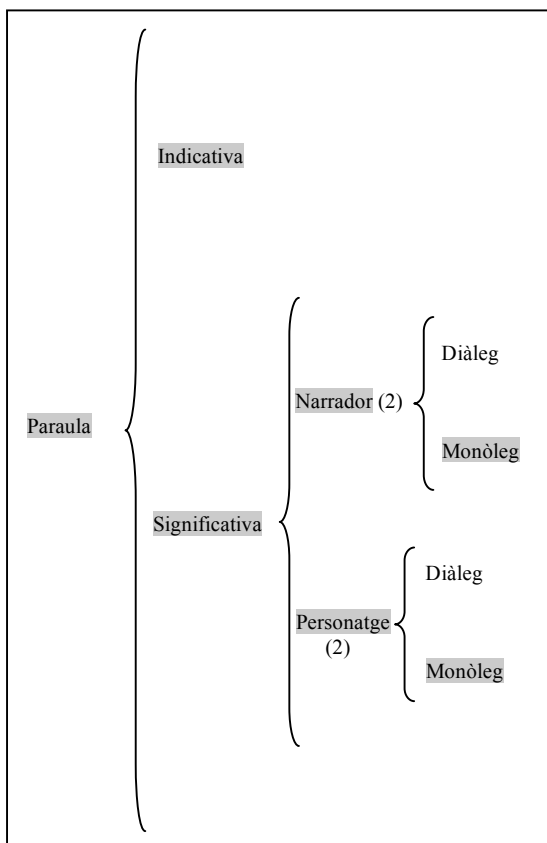 Indicativa
Diàleg
Narrador (2)
Paraula
Monòleg
Significativa
Diàleg
Personatge
(2)
Monòleg